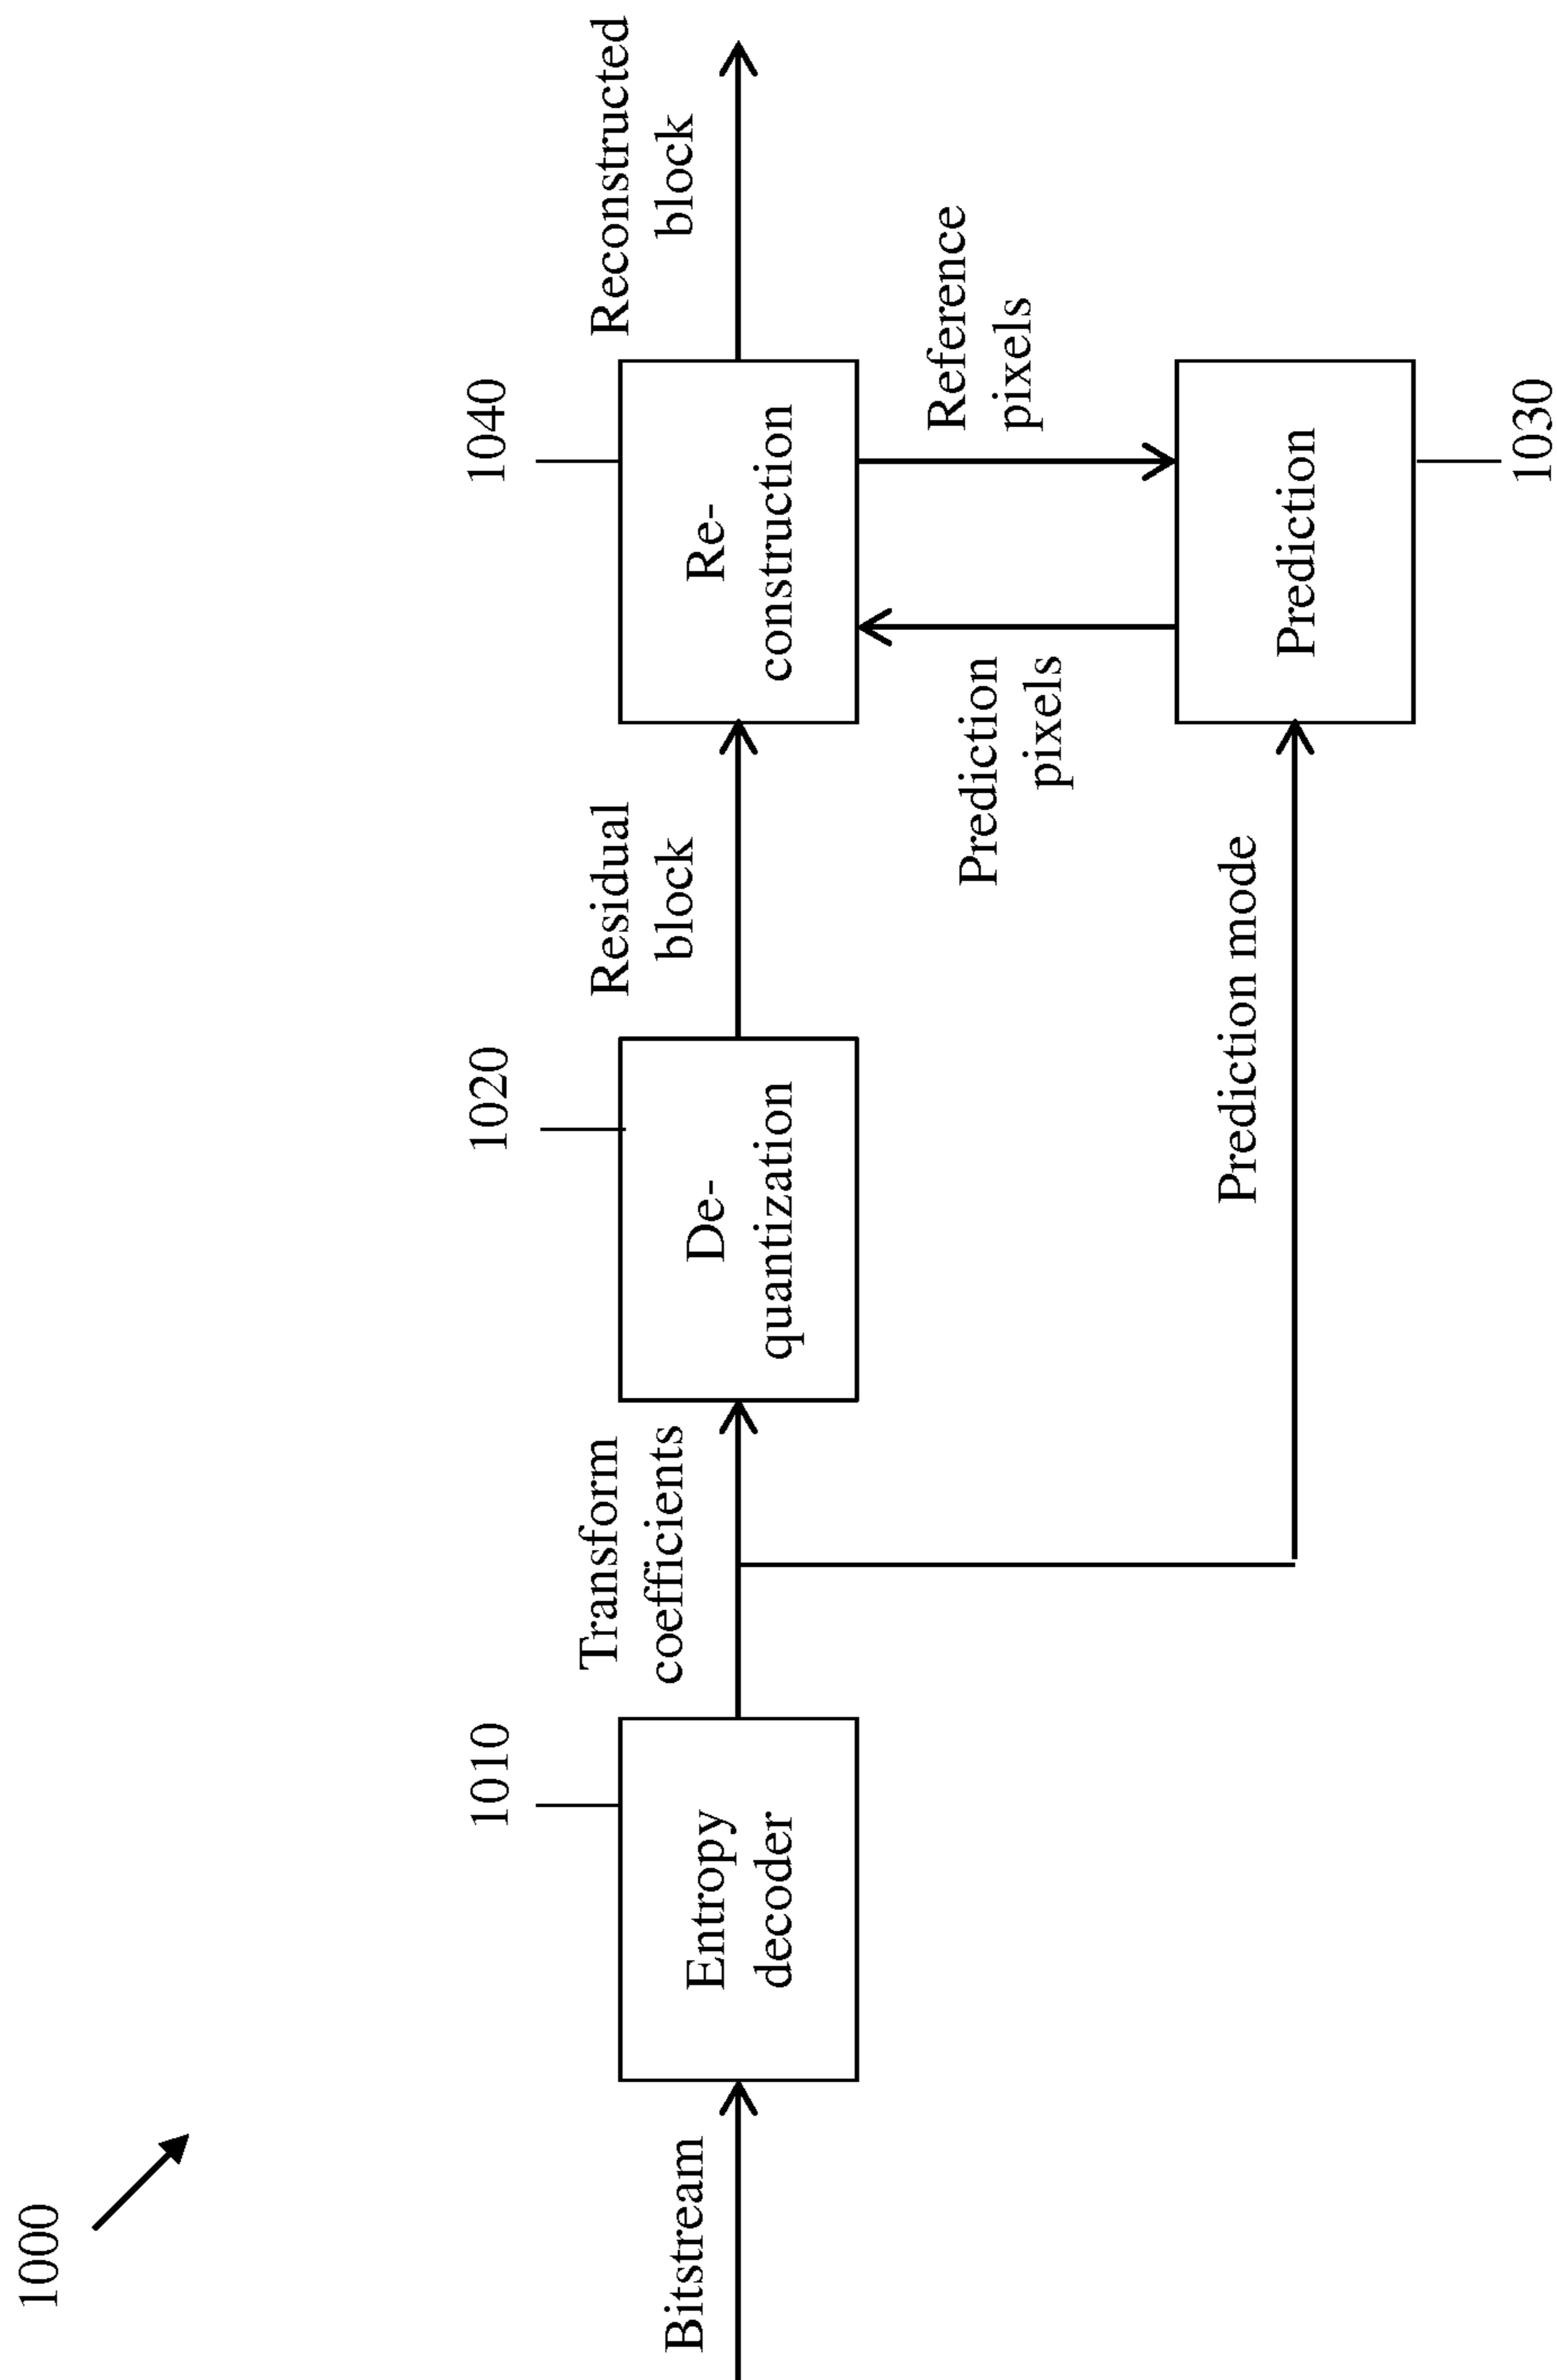 1000
Bitstream
1010
Entropy
decoder
Transform
coefficients
1020
De-
quantization
Residual
block
1040
Re-
construction
Reconstructed
block
Prediction
pixels
Reference
pixels
Prediction mode
Prediction
1030